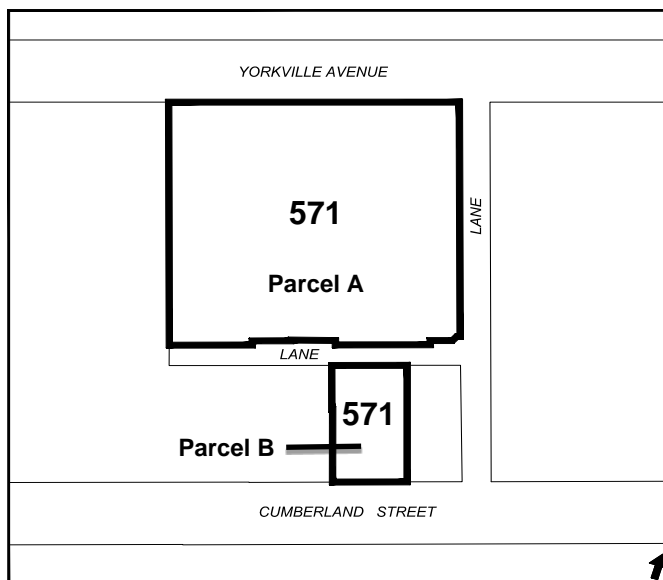 YORKVILLE AVENUE
571
LANE
Parcel A
LANE
571
Parcel B
CUMBERLAND STREET